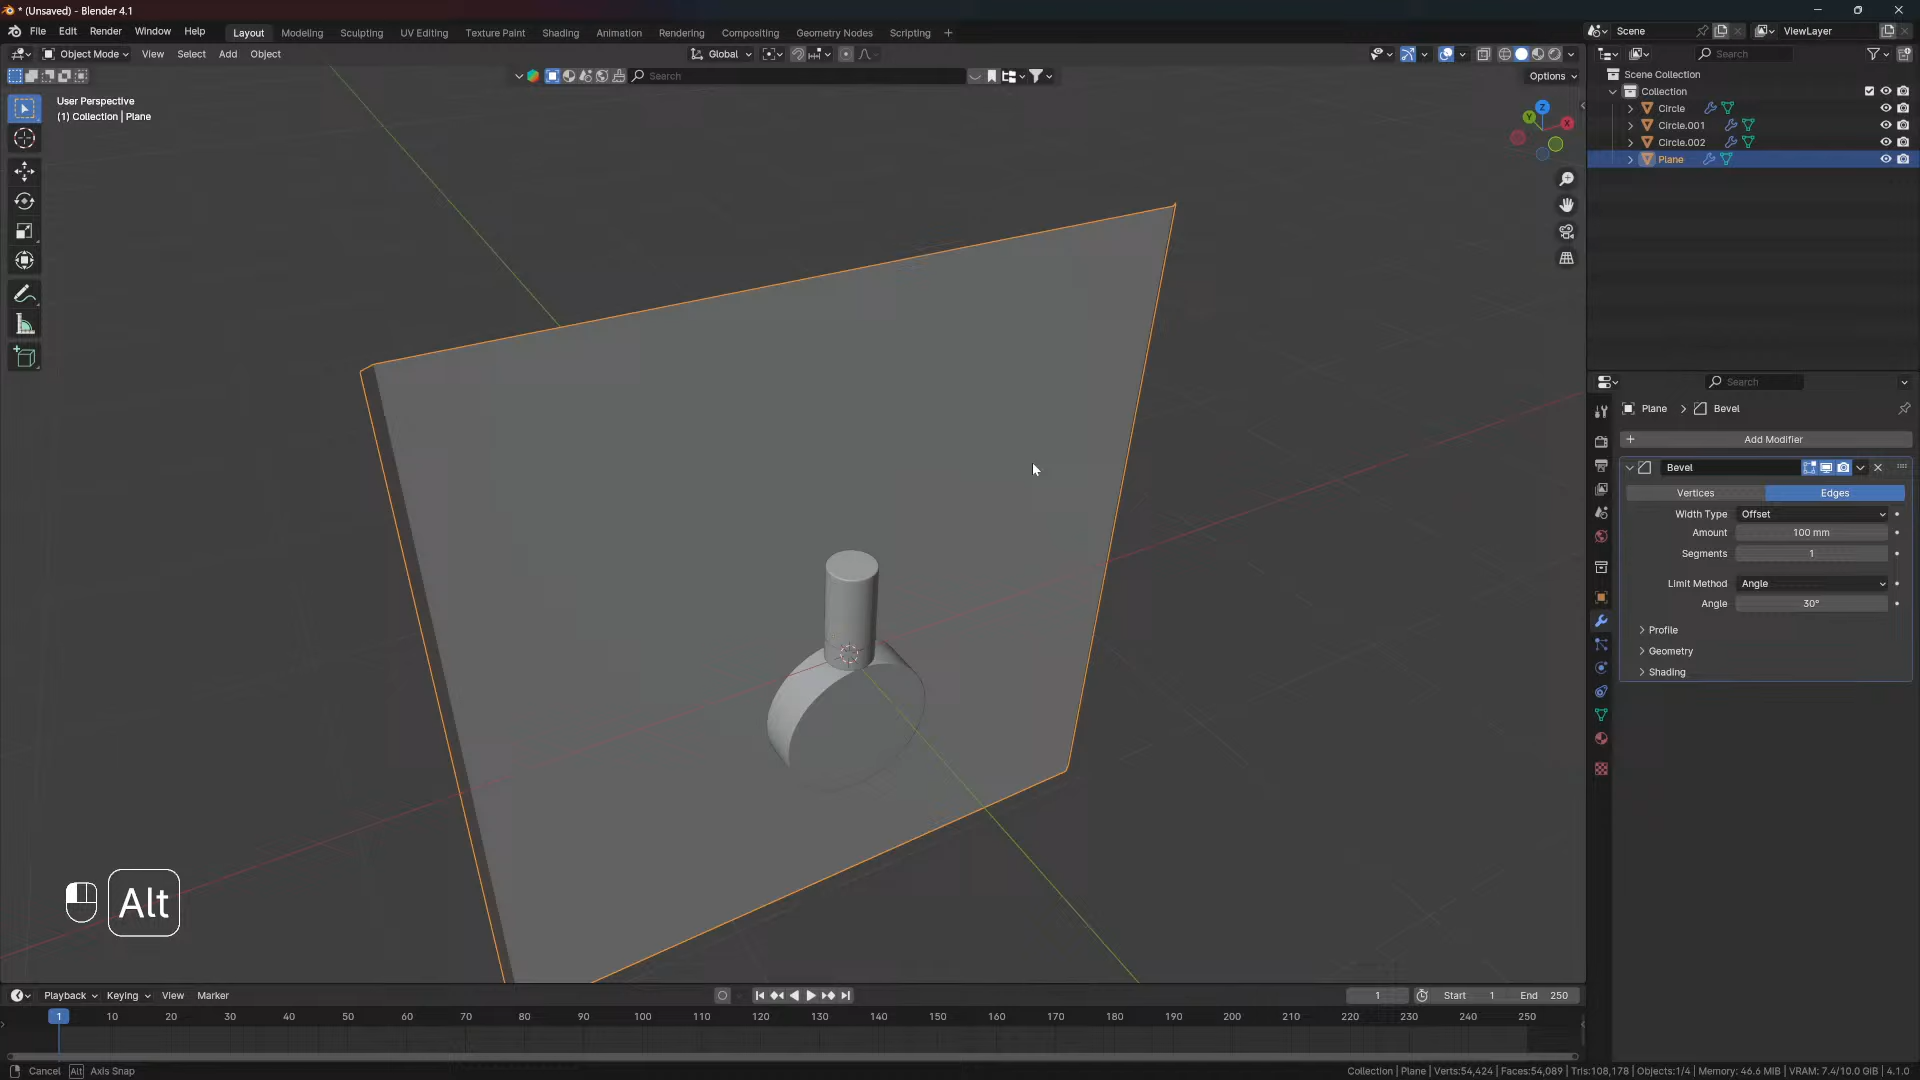 * (Unsaved) - Blender 4.1
File Edit Render Window Help Layout Modeling Sculpting UV Editing Texture Paint Shading Animation Rendering Compositing Geometry Nodes Scripting + Scene ViewLayer
Object Mode View Select Add Object Global Search
Search Options
User Perspective
(1) Collection | Plane
Scene Collection
Collection
Circle
Circle.001
Circle.002
Plane
Z
Y
X
Search
Plane > Bevel
+ Add Modifier
Bevel
Vertices Edges
Width Type Offset
Amount 100 mm
Segments 1
Limit Method Angle
Angle 30°
Profile
Geometry
Shading
Alt
Playback Keying View Marker 1 Start 1 End 250
1 10 20 30 40 50 60 70 80 90 100 110 120 130 140 150 160 170 180 190 200 210 220 230 240 250
Cancel Alt Axis Snap Collection | Plane | Verts:54,424 | Faces:54,089 | Tris:108,178 | Objects:1/4 | Memory: 46.6 MiB | VRAM: 7.4/10.0 GiB | 4.1.0